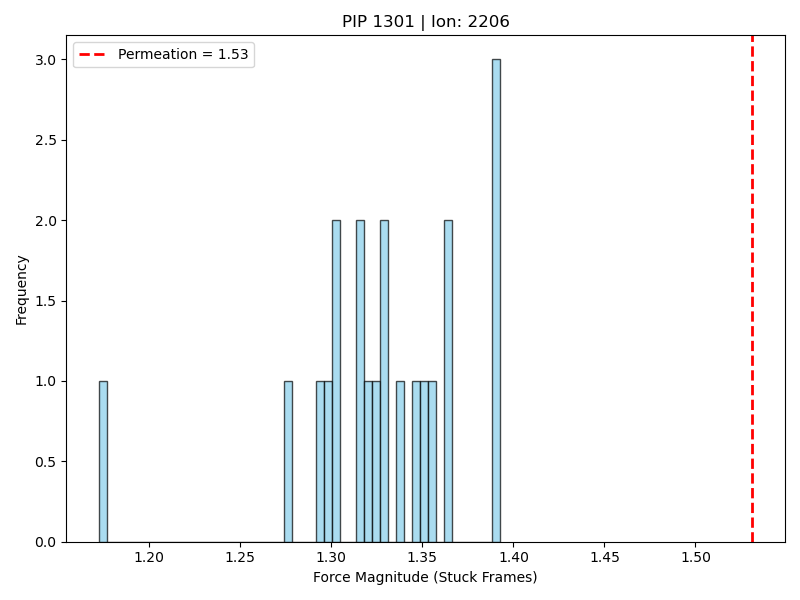 PIP 1301 | Ion: 2206
Permeation = 1.53
Frequency
3.0
2.5
2.0
1.5
1.0
0.5
0.0
1.20 1.25 1.30 1.35 1.40 1.45 1.50
Force Magnitude (Stuck Frames)